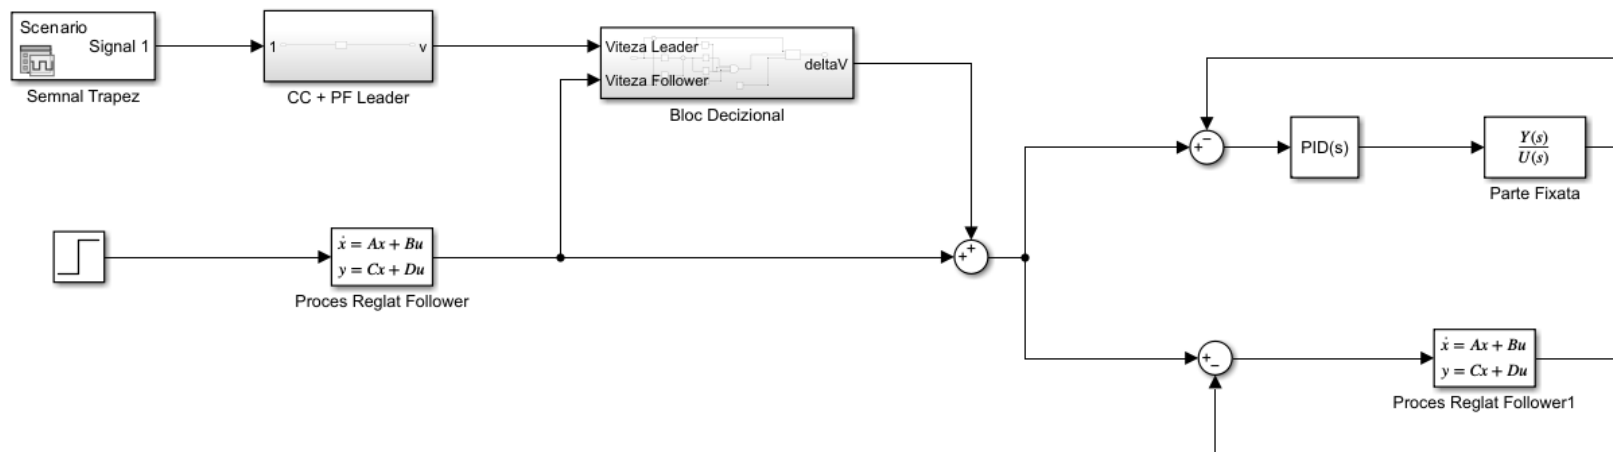 Scenario
Signal 1
Semnal Trapez
1
v
CC + PF Leader
Viteza Leader
Viteza Follower
deltaV
Bloc Decizional
ẋ = Ax + Bu
y = Cx + Du
Proces Reglat Follower
+
+
+
−
PID(s)
Y(s)
U(s)
Parte Fixata
+
−
ẋ = Ax + Bu
y = Cx + Du
Proces Reglat Follower1